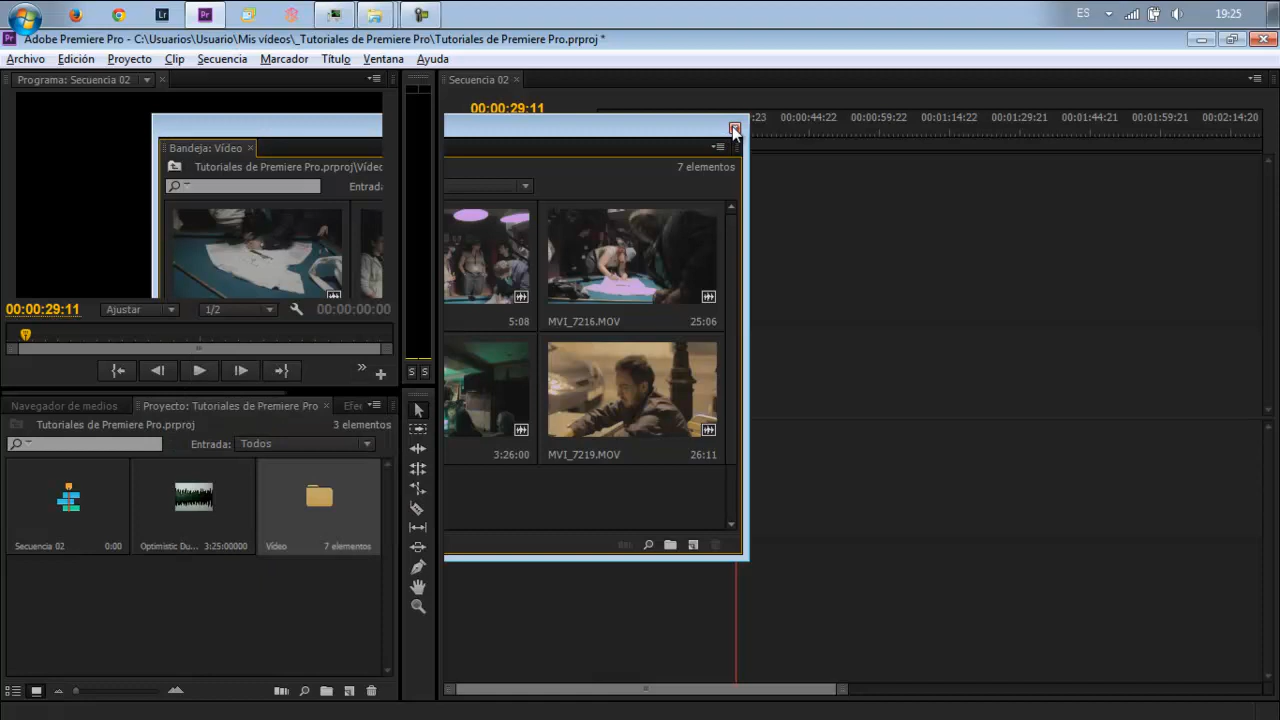 Lr
Pr
ES
19:25
Pr
Adobe Premiere Pro - C:\Usuarios\Usuario\Mis vídeos\_Tutoriales de Premiere Pro\Tutoriales de Premiere Pro.prproj *
Archivo Edición Proyecto Clip Secuencia Marcador Título Ventana Ayuda
Programa: Secuencia 02
Secuencia 02
00:00:29:11
:23 00:00:44:22 00:00:59:22 00:01:14:22 00:01:29:21 00:01:44:21 00:01:59:21 00:02:14:20
Bandeja: Vídeo
Tutoriales de Premiere Pro.prproj\Vídeo
7 elementos
Entrada
5:08
MVI_7216.MOV 25:06
3:26:00
MVI_7219.MOV 26:11
00:00:29:11 Ajustar 1/2 00:00:00:00
S S
Navegador de medios Proyecto: Tutoriales de Premiere Pro Efe
Tutoriales de Premiere Pro.prproj 3 elementos
Entrada: Todos
Secuencia 02 0:00
Optimistic Du... 3:25:00000
Vídeo 7 elementos